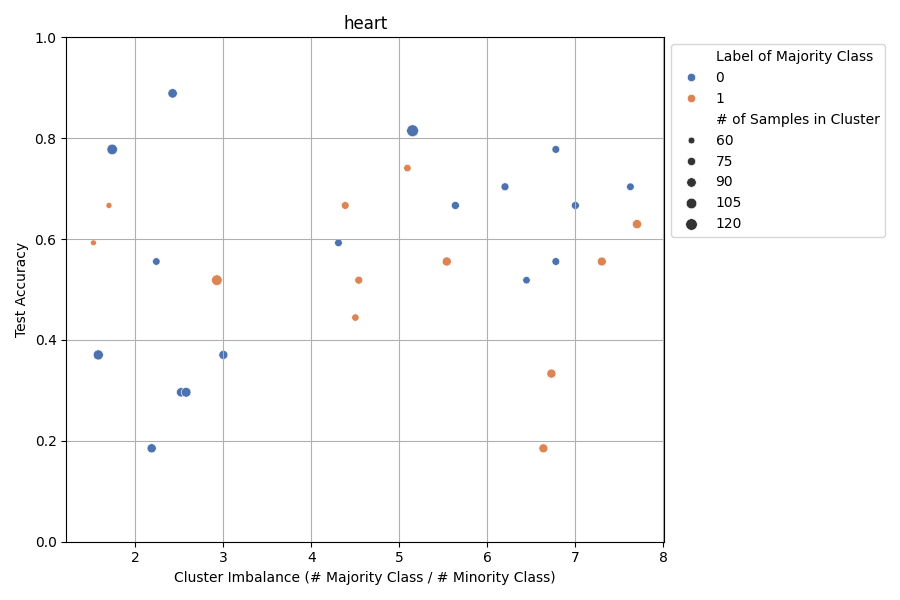 heart
Test Accuracy
1.0
0.8
0.6
0.4
0.2
0.0
2 3 4 5 6 7 8
Cluster Imbalance (# Majority Class / # Minority Class)
Label of Majority Class
0
1
# of Samples in Cluster
60
75
90
105
120